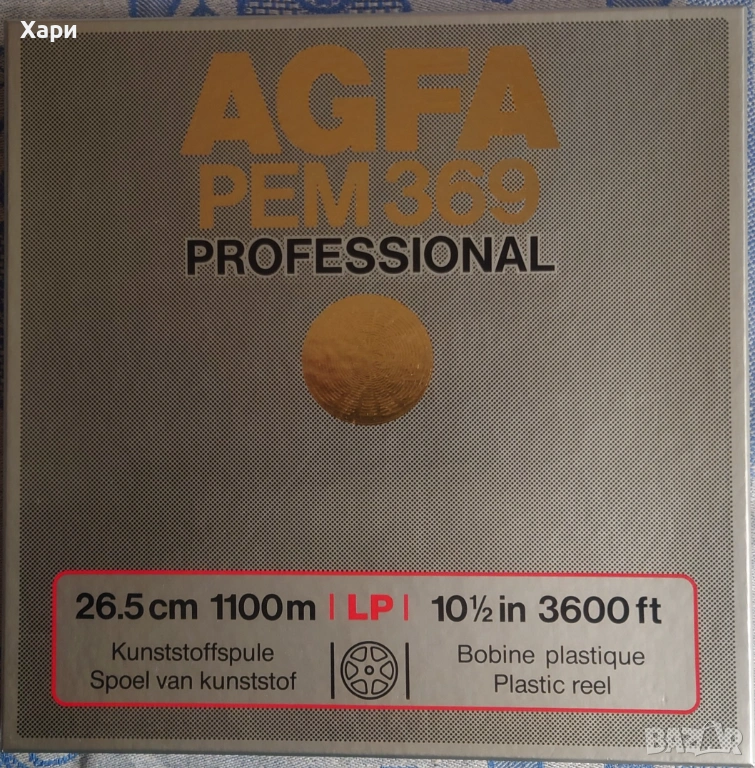 Хари
AGFA
PEM 369
PROFESSIONAL
26.5 cm 1100 m | LP | 10½ in 3600 ft
Kunststoffspule
Spoel van kunststof
Bobine plastique
Plastic reel
BAZAR